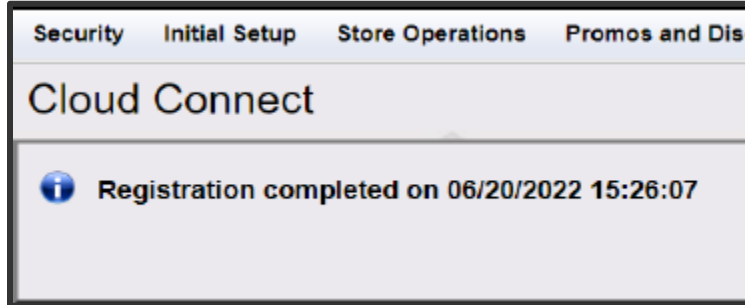 Security Initial Setup Store Operations Promos and Dis
Cloud Connect
Registration completed on 06/20/2022 15:26:07